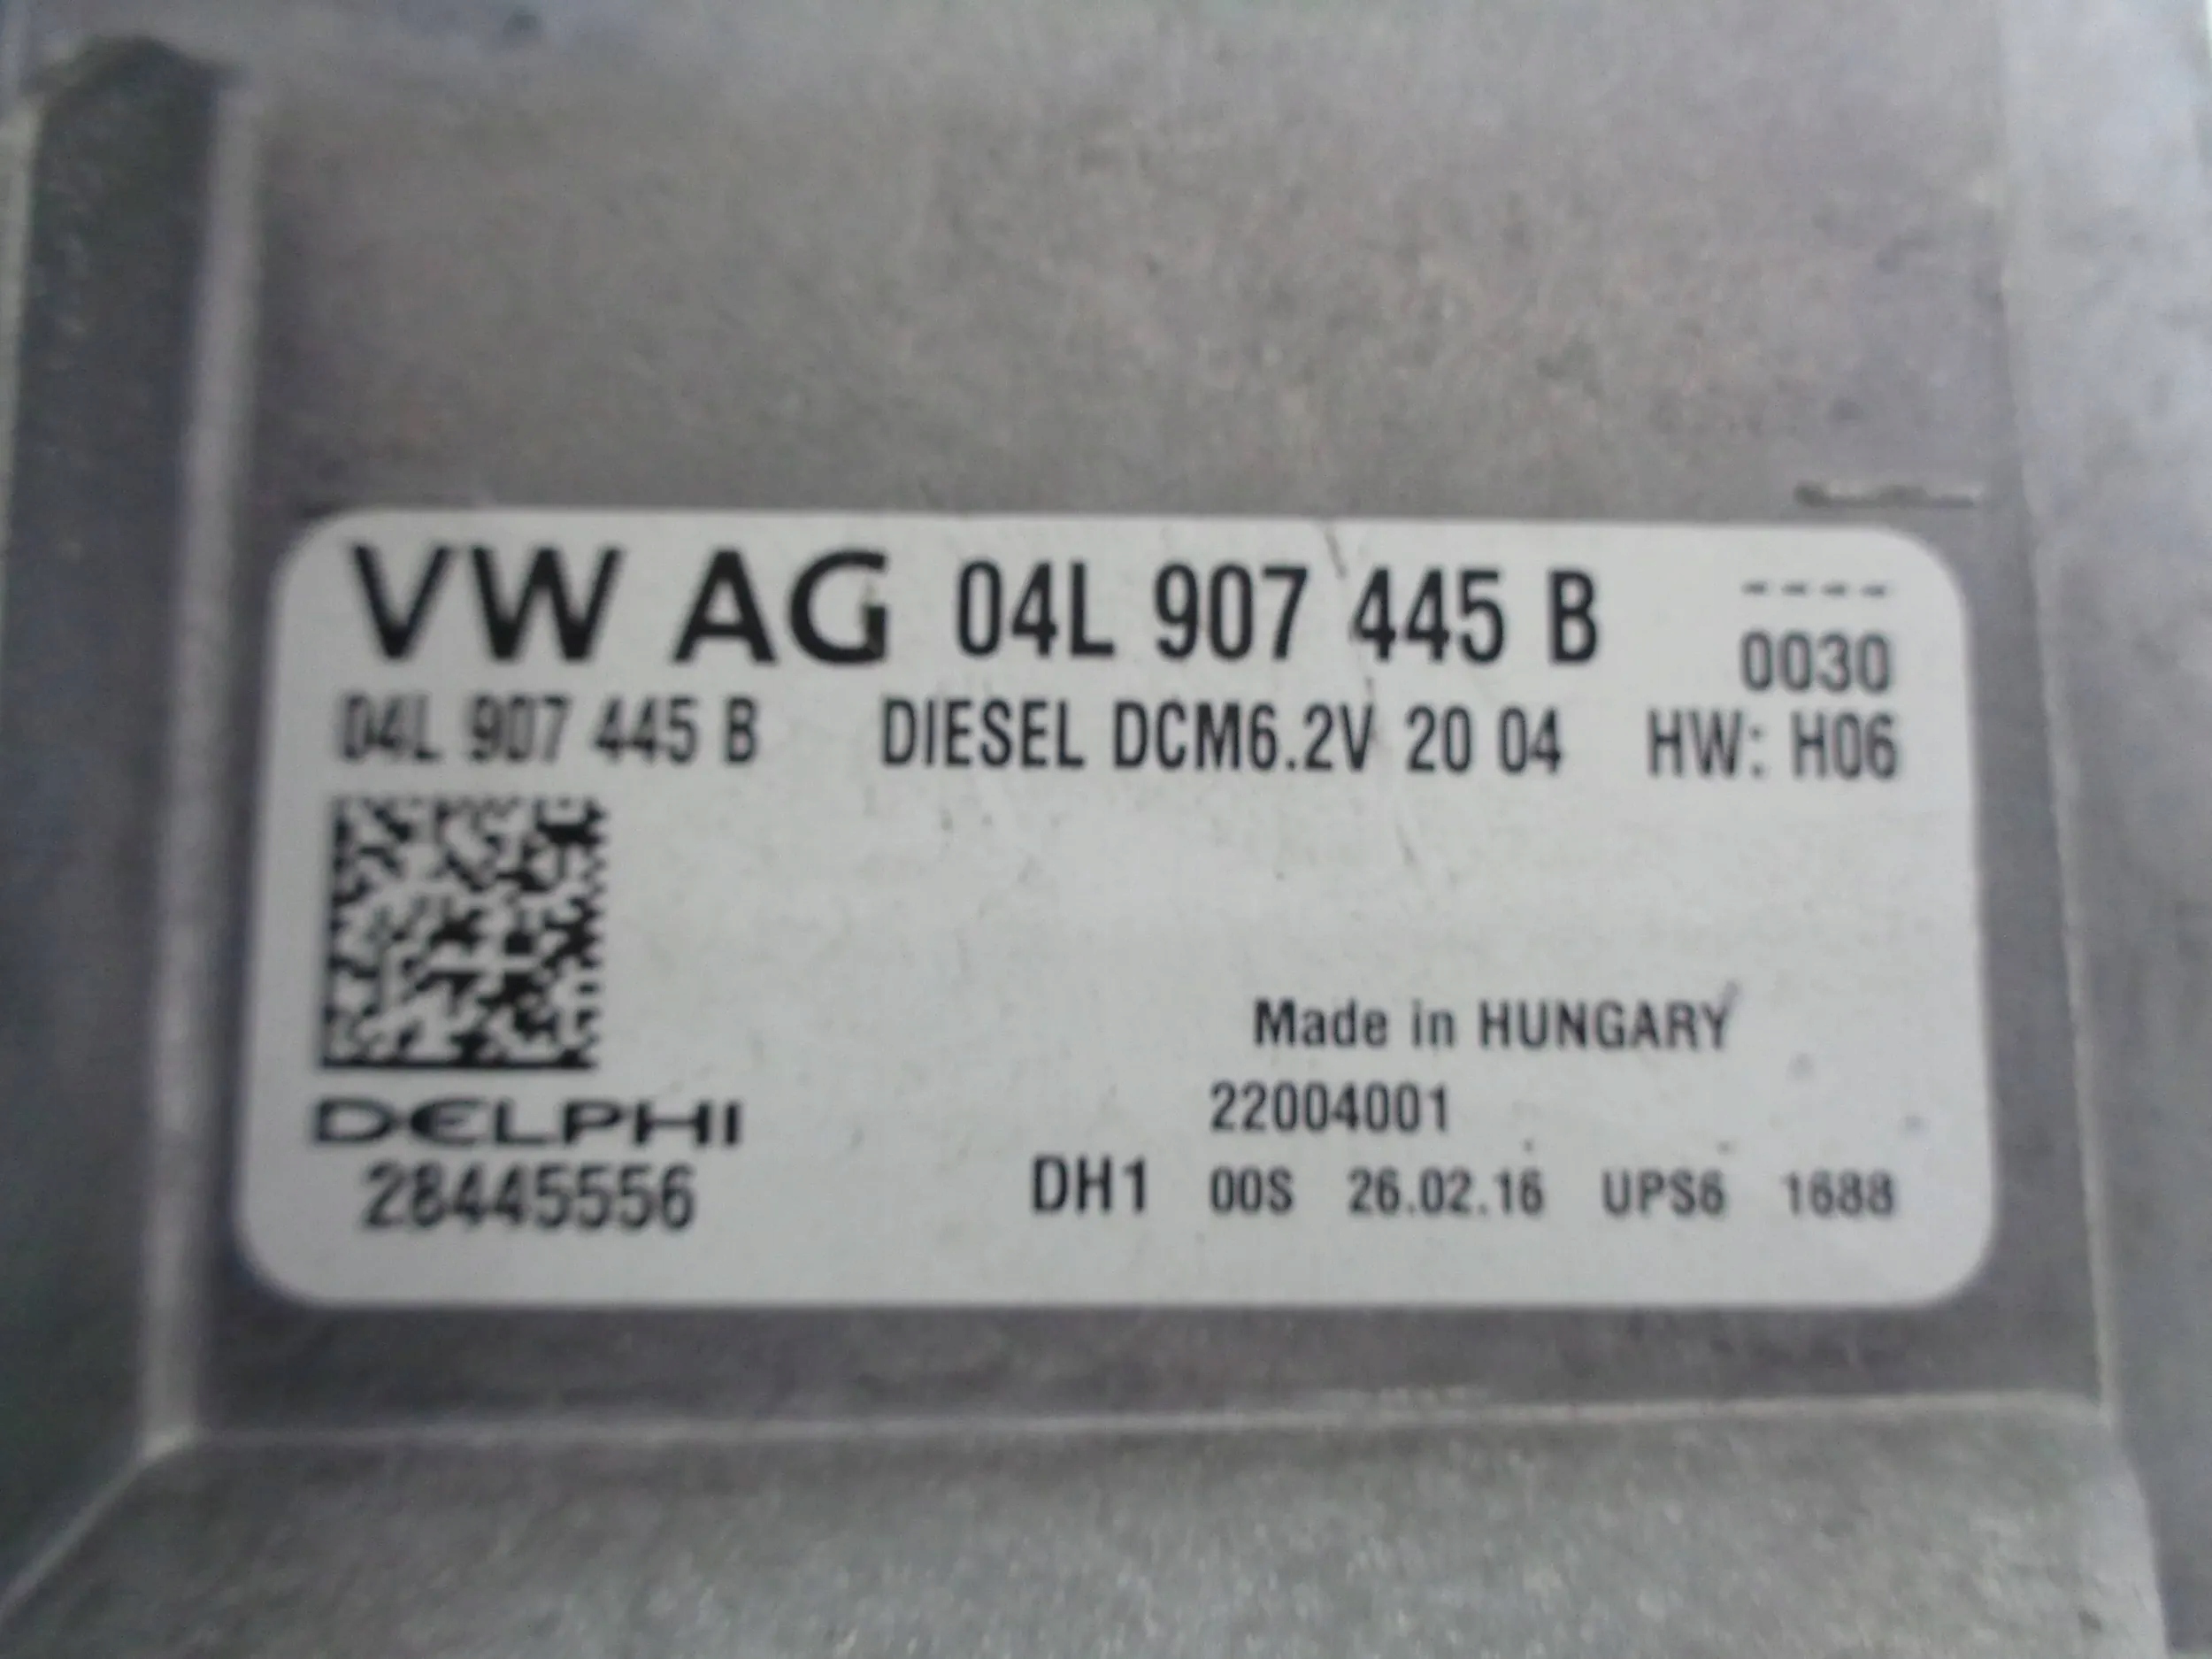 VW AG 04L 907 445 B ----
0030
04L 907 445 B DIESEL DCM6.2V 20 04 HW: H06
Made in HUNGARY
DELPHI 22004001
28445556 DH1 00S 26.02.16 UPS6 1688